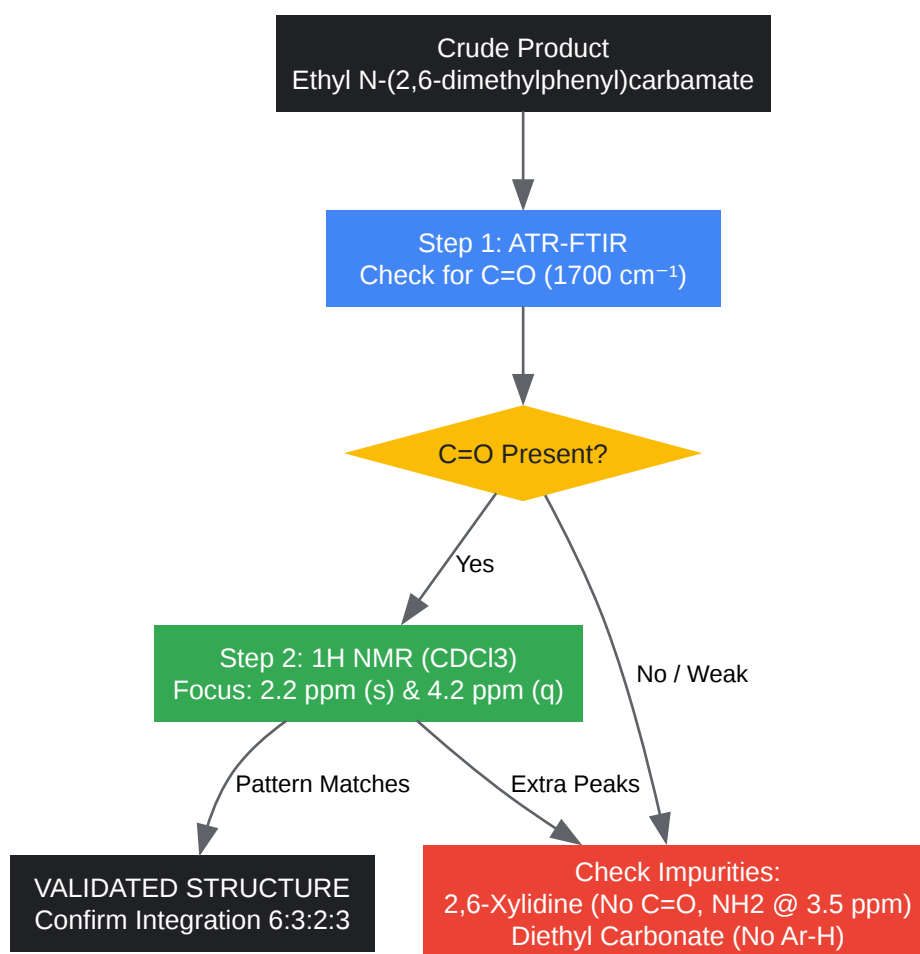 Crude Product
Ethyl N-(2,6-dimethylphenyl)carbamate
Step 1: ATR-FTIR
Check for C=O (1700 cm⁻¹)
C=O Present?
Yes
No / Weak
Step 2: 1H NMR (CDCl3)
Focus: 2.2 ppm (s) & 4.2 ppm (q)
Pattern Matches
Extra Peaks
VALIDATED STRUCTURE
Confirm Integration 6:3:2:3
Check Impurities:
2,6-Xylidine (No C=O, NH2 @ 3.5 ppm)
Diethyl Carbonate (No Ar-H)